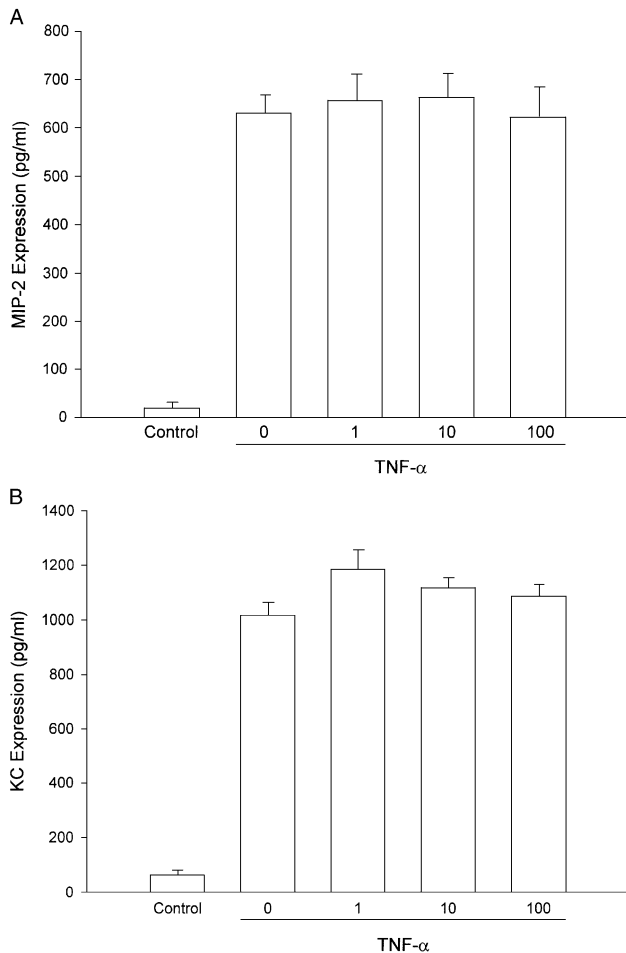 A
MIP-2 Expression (pg/ml)
800
700
600
500
400
300
200
100
0
Control 0 1 10 100
TNF-α
B
KC Expression (pg/ml)
1400
1200
1000
800
600
400
200
0
Control 0 1 10 100
TNF-α